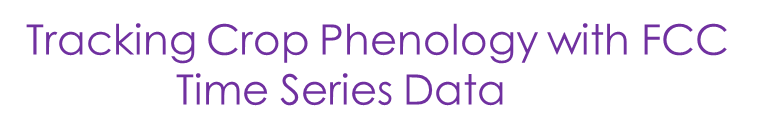 Tracking Crop Phenology with FCC
Time Series Data